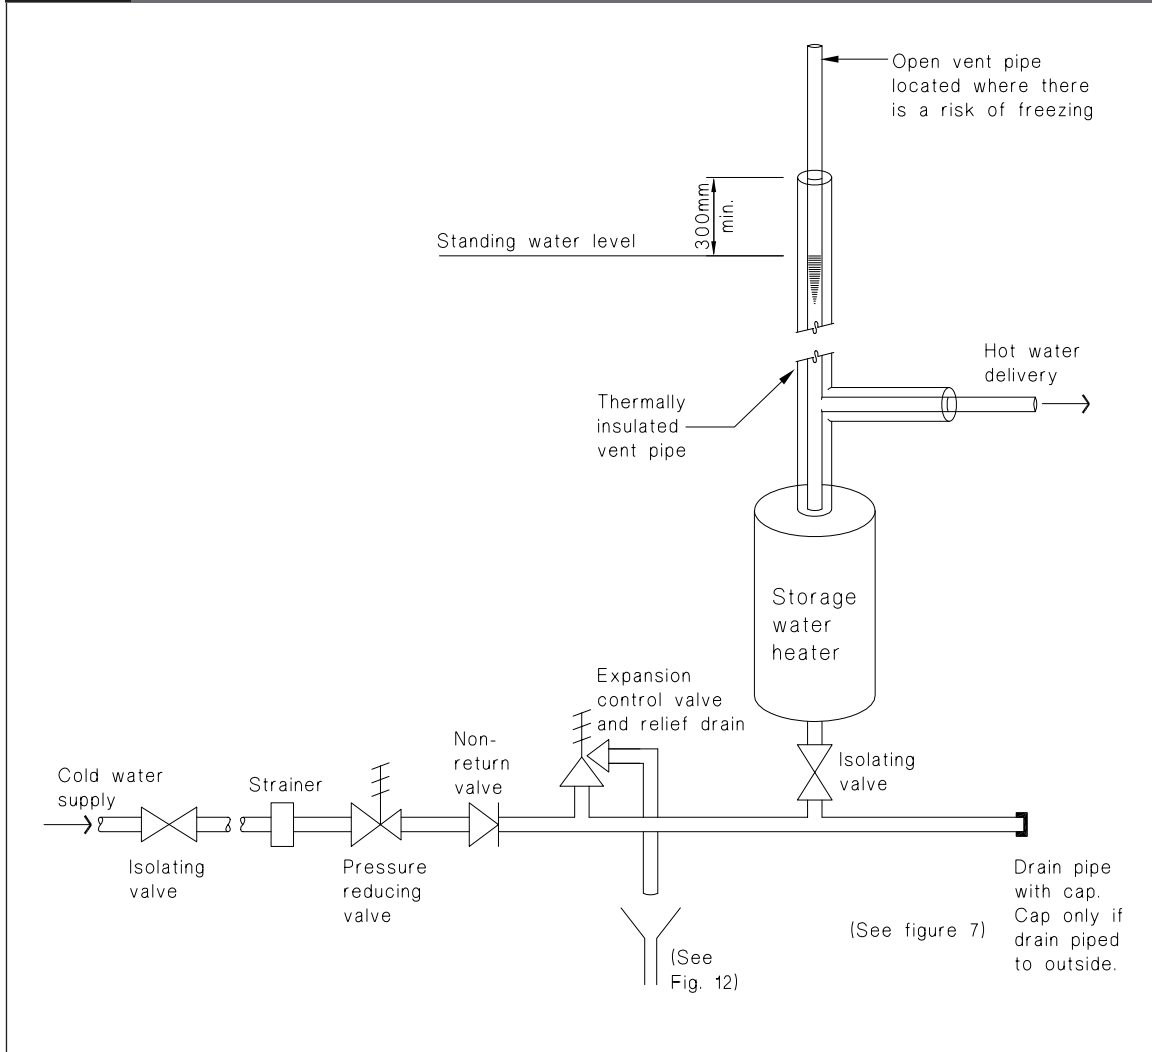 Open vent pipe
located where there
is a risk of freezing
300mm
min.
Standing water level
Hot water
delivery
Thermally
insulated
vent pipe
Storage
water
heater
Expansion
control valve
and relief drain
Non-
return
valve
Isolating
valve
Cold water
supply
Strainer
Isolating
valve
Pressure
reducing
valve
Drain pipe
with cap.
Cap only if
drain piped
to outside.
(See figure 7)
(See
Fig. 12)